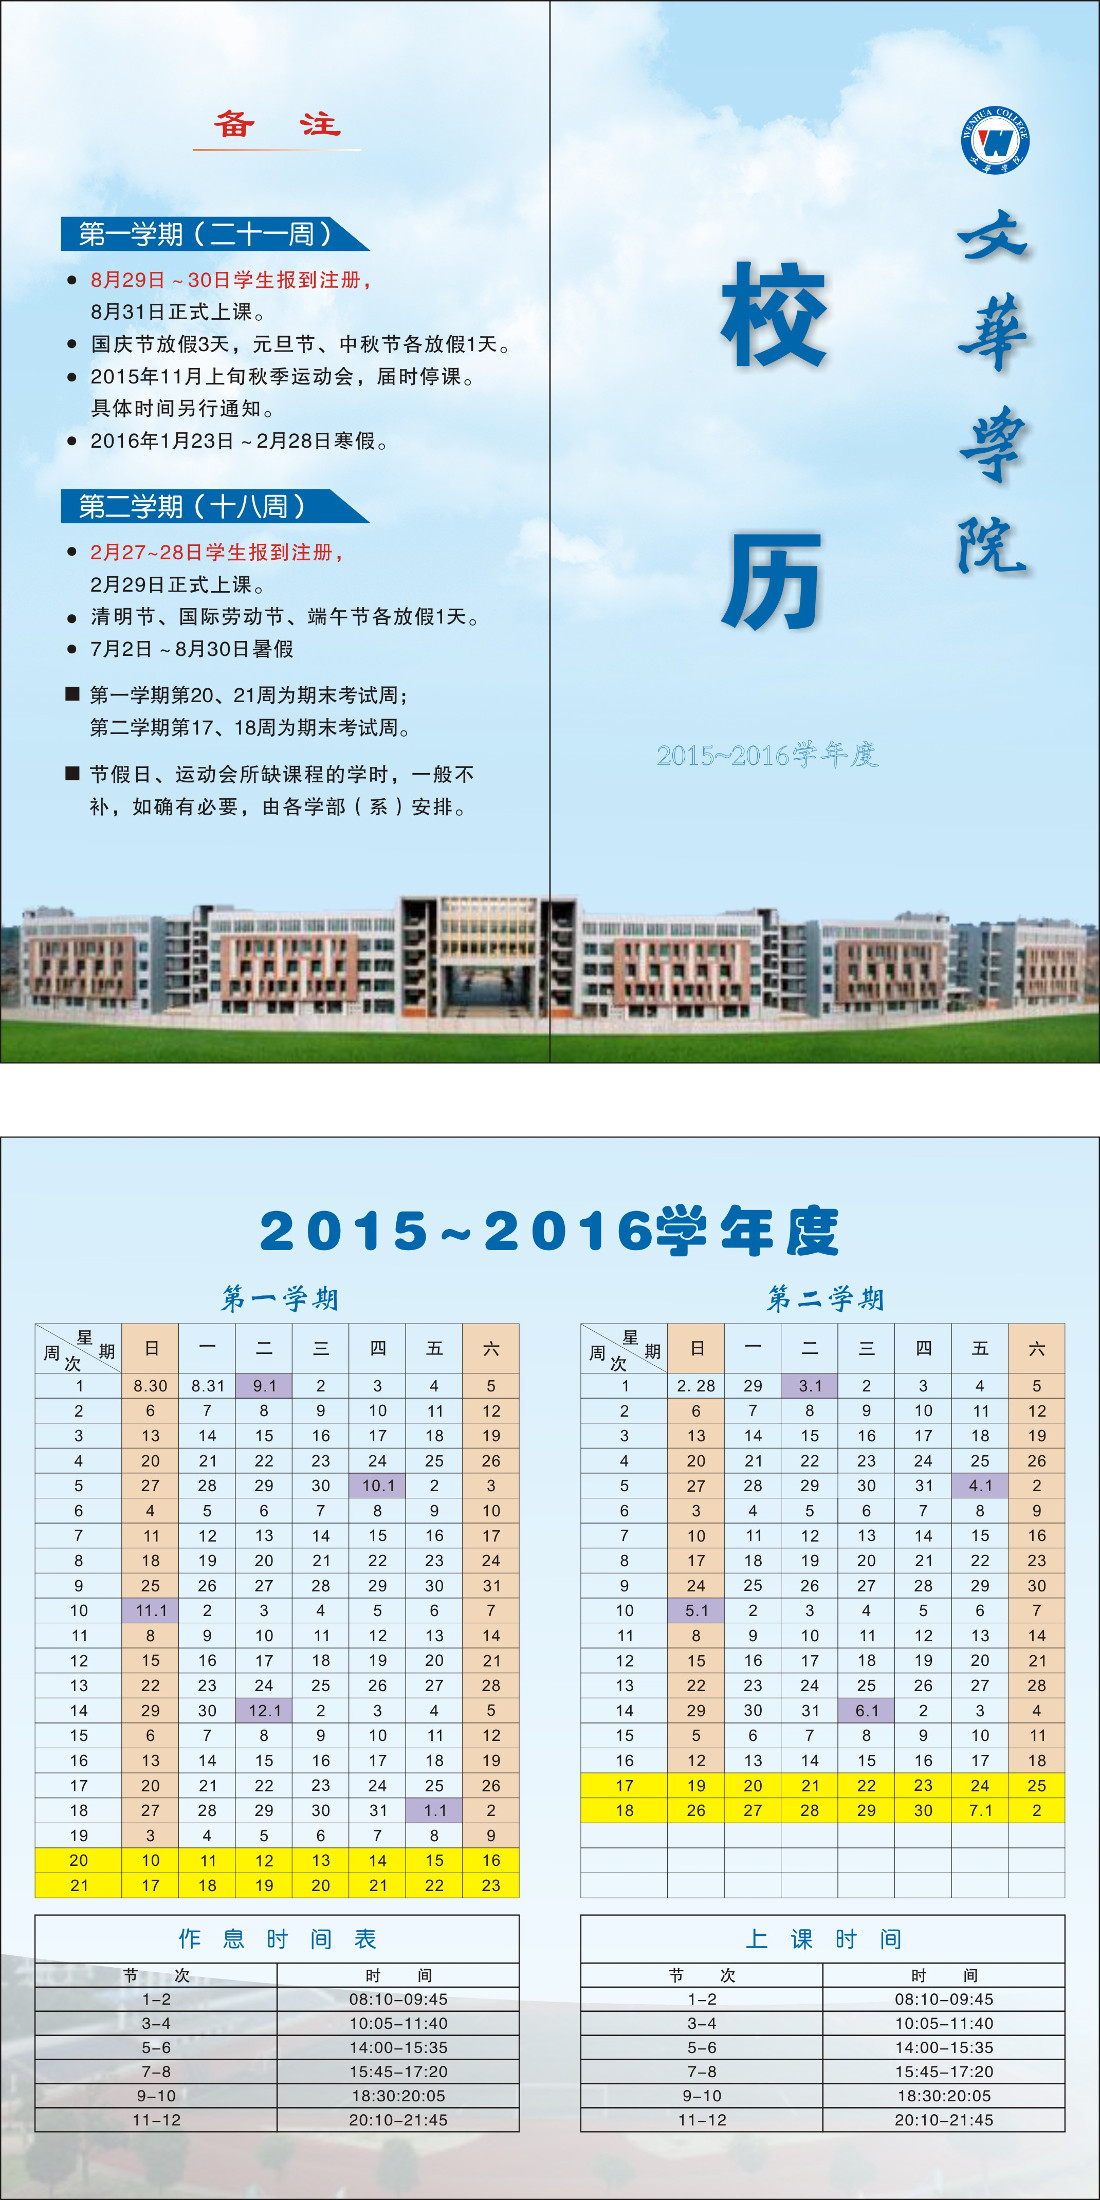 备 注
第一学期（二十一周）
● 8月29日~30日学生报到注册，
8月31日正式上课。
● 国庆节放假3天，元旦节、中秋节各放假1天。
● 2015年11月上旬秋季运动会，届时停课。
具体时间另行通知。
● 2016年1月23日~2月28日寒假。
第二学期（十八周）
● 2月27~28日学生报到注册，
2月29日正式上课。
● 清明节、国际劳动节、端午节各放假1天。
● 7月2日~8月30日暑假
■ 第一学期第20、21周为期末考试周；
第二学期第17、18周为期末考试周。
■ 节假日、运动会所缺课程的学时，一般不
补，如确有必要，由各学部（系）安排。
WENHUA COLLEGE
W
文華学院
文華学院
校历
2015~2016学年度
2015~2016学年度
第一学期
星期 周次 日 一 二 三 四 五 六
1 8.30 8.31 9.1 2 3 4 5
2 6 7 8 9 10 11 12
3 13 14 15 16 17 18 19
4 20 21 22 23 24 25 26
5 27 28 29 30 10.1 2 3
6 4 5 6 7 8 9 10
7 11 12 13 14 15 16 17
8 18 19 20 21 22 23 24
9 25 26 27 28 29 30 31
10 11.1 2 3 4 5 6 7
11 8 9 10 11 12 13 14
12 15 16 17 18 19 20 21
13 22 23 24 25 26 27 28
14 29 30 12.1 2 3 4 5
15 6 7 8 9 10 11 12
16 13 14 15 16 17 18 19
17 20 21 22 23 24 25 26
18 27 28 29 30 31 1.1 2
19 3 4 5 6 7 8 9
20 10 11 12 13 14 15 16
21 17 18 19 20 21 22 23
第二学期
星期 周次 日 一 二 三 四 五 六
1 2.28 29 3.1 2 3 4 5
2 6 7 8 9 10 11 12
3 13 14 15 16 17 18 19
4 20 21 22 23 24 25 26
5 27 28 29 30 31 4.1 2
6 3 4 5 6 7 8 9
7 10 11 12 13 14 15 16
8 17 18 19 20 21 22 23
9 24 25 26 27 28 29 30
10 5.1 2 3 4 5 6 7
11 8 9 10 11 12 13 14
12 15 16 17 18 19 20 21
13 22 23 24 25 26 27 28
14 29 30 31 6.1 2 3 4
15 5 6 7 8 9 10 11
16 12 13 14 15 16 17 18
17 19 20 21 22 23 24 25
18 26 27 28 29 30 7.1 2
作息时间表
节 次 时 间
1-2 08:10-09:45
3-4 10:05-11:40
5-6 14:00-15:35
7-8 15:45-17:20
9-10 18:30:20:05
11-12 20:10-21:45
上课时间
节 次 时 间
1-2 08:10-09:45
3-4 10:05-11:40
5-6 14:00-15:35
7-8 15:45-17:20
9-10 18:30:20:05
11-12 20:10-21:45